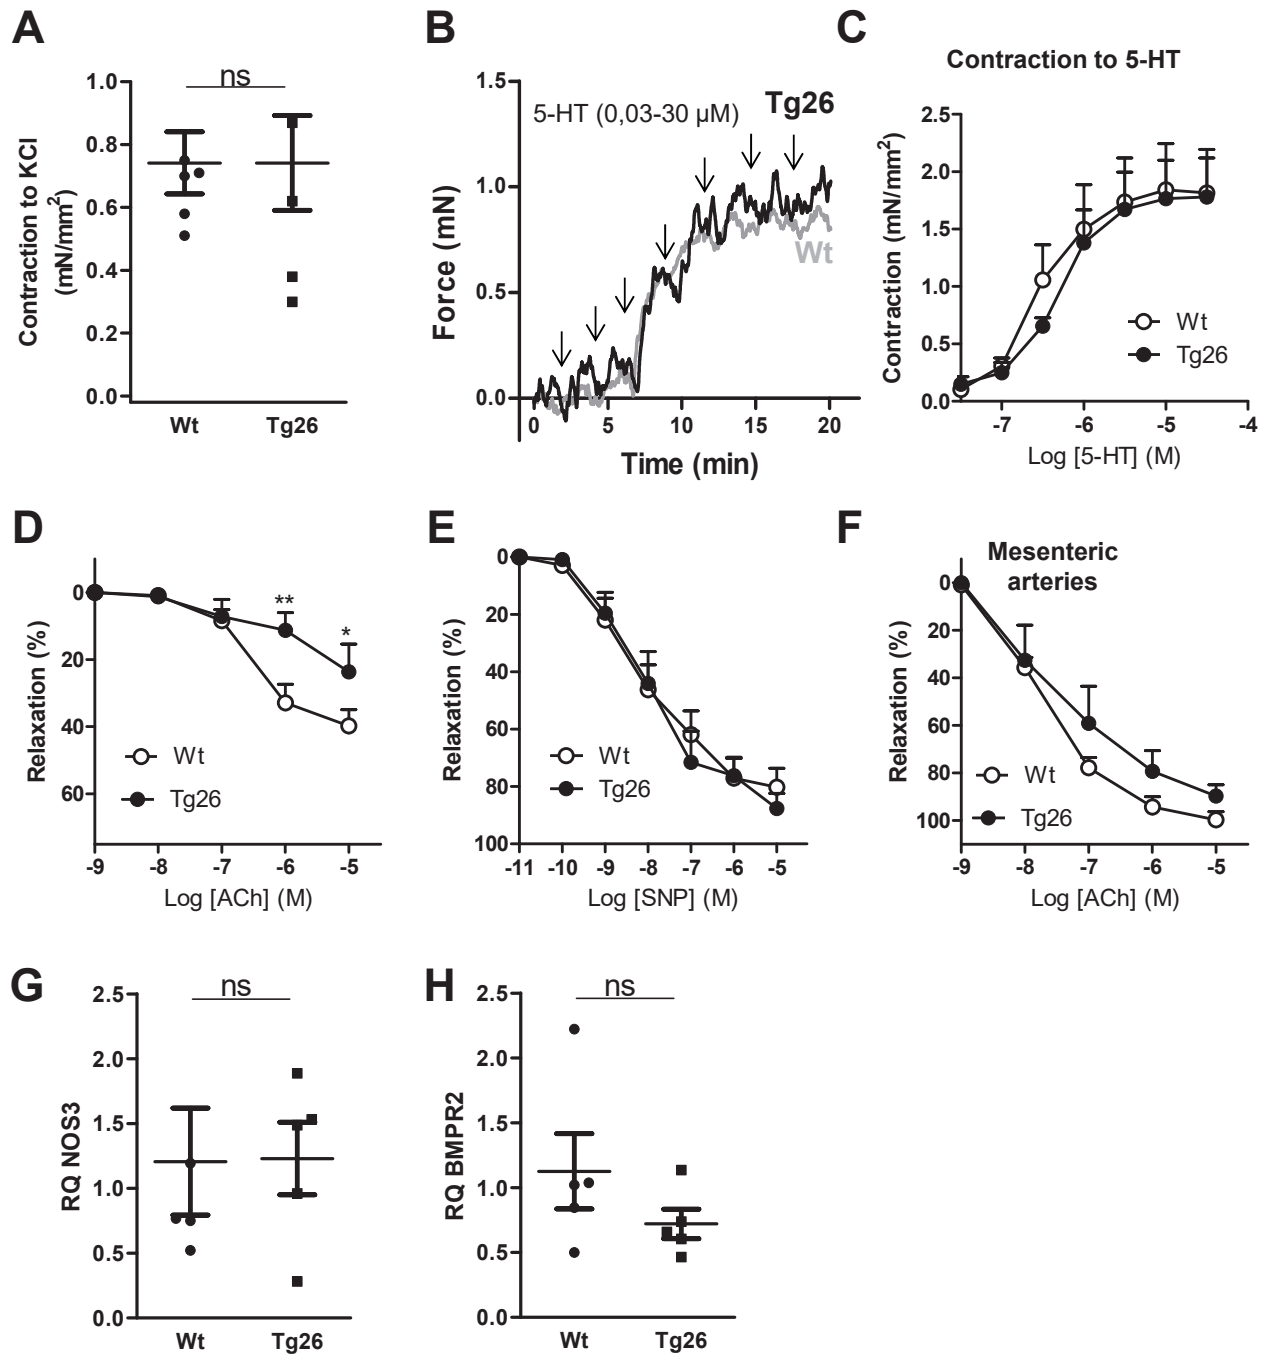 A
ns
1.0
0.8
0.6
0.4
0.2
0.0
Contraction to KCl
(mN/mm²)
Wt
Tg26
B
5-HT (0,03-30 µM)
Tg26
Wt
1.5
1.0
0.5
0.0
Force (mN)
0
5
10
15
20
Time (min)
C
Contraction to 5-HT
2.5
2.0
1.5
1.0
0.5
0.0
Contraction (mN/mm²)
Wt
Tg26
-7
-6
-5
-4
Log [5-HT] (M)
D
0
20
40
60
Relaxation (%)
**
*
Wt
Tg26
-9
-8
-7
-6
-5
Log [ACh] (M)
E
0
20
40
60
80
100
Relaxation (%)
Wt
Tg26
-11
-10
-9
-8
-7
-6
-5
Log [SNP] (M)
F
Mesenteric
arteries
0
20
40
60
80
100
Relaxation (%)
Wt
Tg26
-9
-8
-7
-6
-5
Log [ACh] (M)
G
ns
2.5
2.0
1.5
1.0
0.5
0.0
RQ NOS3
Wt
Tg26
H
ns
2.5
2.0
1.5
1.0
0.5
0.0
RQ BMPR2
Wt
Tg26